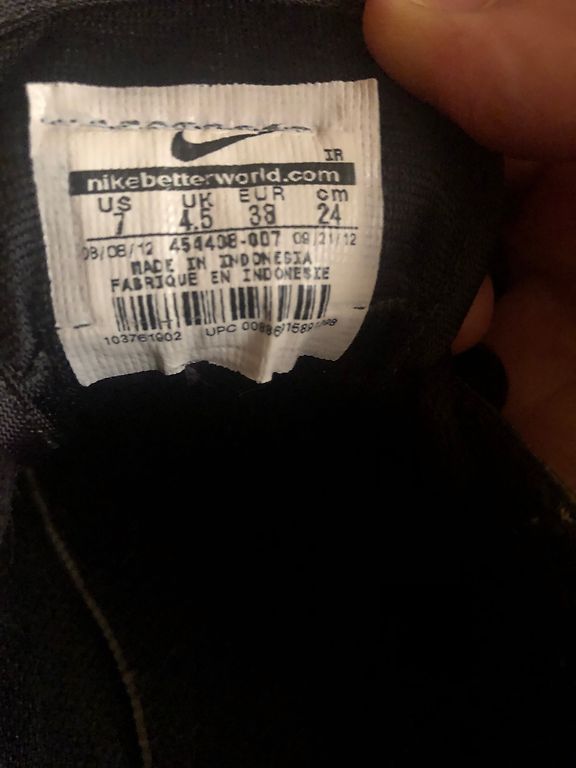 IR
nikebetterworld.com
US UK EUR cm
7 4.5 38 24
08/08/12 454408-007 09/21/12
MADE IN INDONESIA
FABRIQUE EN INDONESIE
103761902 UPC